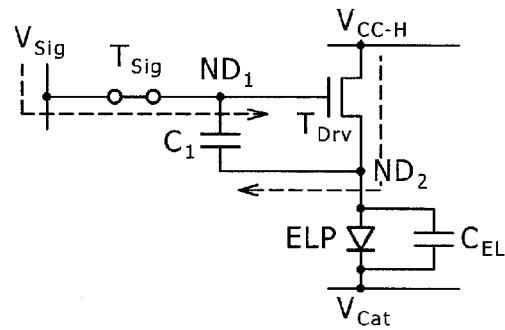 V_CC-H
V_Sig
T_Sig
ND_1
T_Drv
C_1
ND_2
ELP
C_EL
V_Cat